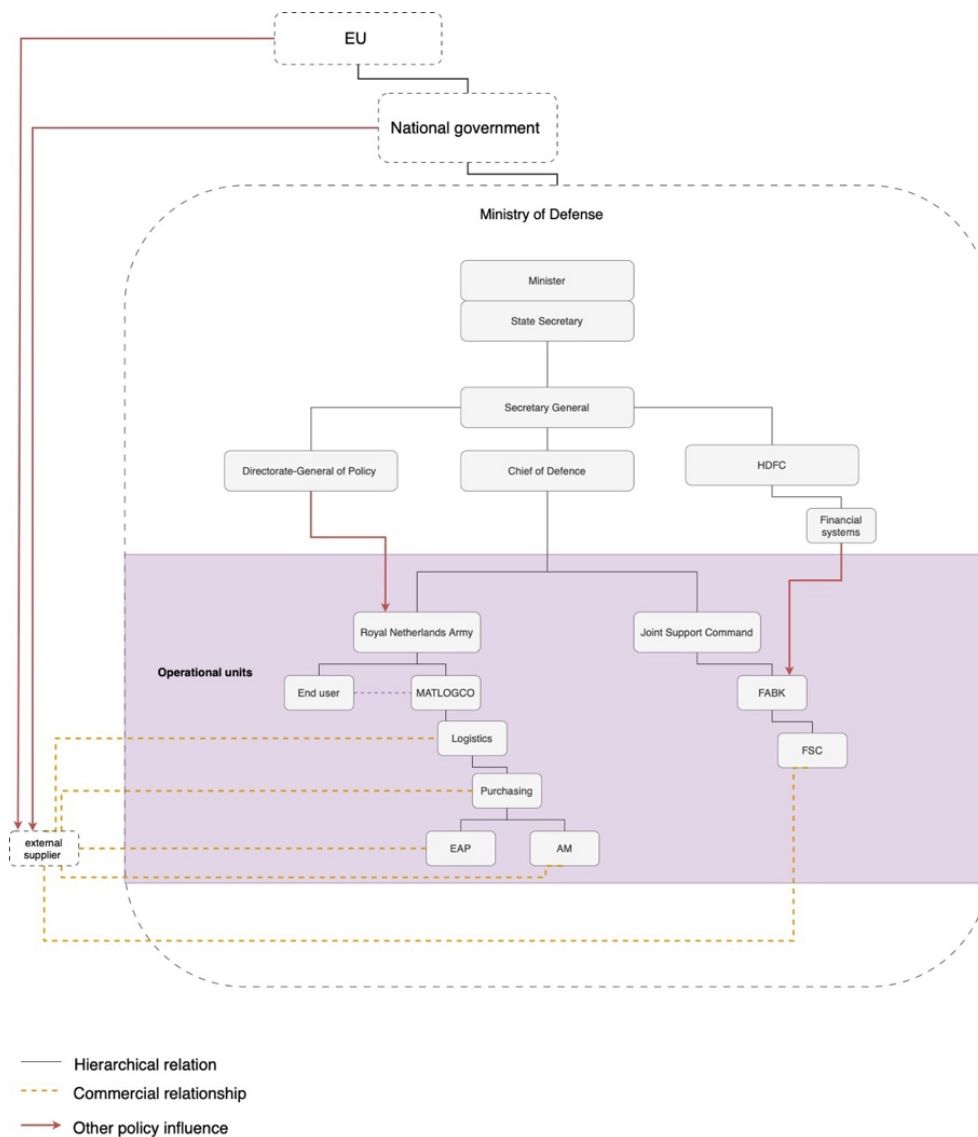 EU
National government
Ministry of Defense
Minister
State Secretary
Secretary General
Directorate-General of Policy
Chief of Defence
HDFC
Financial
systems
Royal Netherlands Army
Joint Support Command
Operational units
End user
MATLOGCO
FABK
Logistics
FSC
Purchasing
external
supplier
EAP
AM
Hierarchical relation
Commercial relationship
Other policy influence